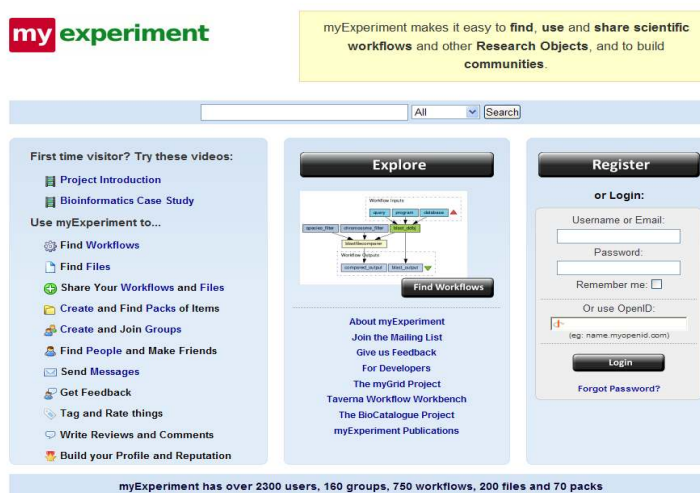 my experiment
myExperiment makes it easy to find, use and share scientific
workflows and other Research Objects, and to build
communities.
All
Search
First time visitor? Try these videos:
Project Introduction
Bioinformatics Case Study
Use myExperiment to...
Find Workflows
Find Files
Share Your Workflows and Files
Create and Find Packs of Items
Create and Join Groups
Find People and Make Friends
Send Messages
Get Feedback
Tag and Rate things
Write Reviews and Comments
Build your Profile and Reputation
Explore
Workflow Inputs
query program database
species_filter chromosome_filter blast_ddbj
blastfilecomparer
Workflow Outputs
compared_output blast_output
Find Workflows
About myExperiment
Join the Mailing List
Give us Feedback
For Developers
The myGrid Project
Taverna Workflow Workbench
The BioCatalogue Project
myExperiment Publications
Register
or Login:
Username or Email:
Password:
Remember me:
Or use OpenID:
(eg: name.myopenid.com)
Login
Forgot Password?
myExperiment has over 2300 users, 160 groups, 750 workflows, 200 files and 70 packs